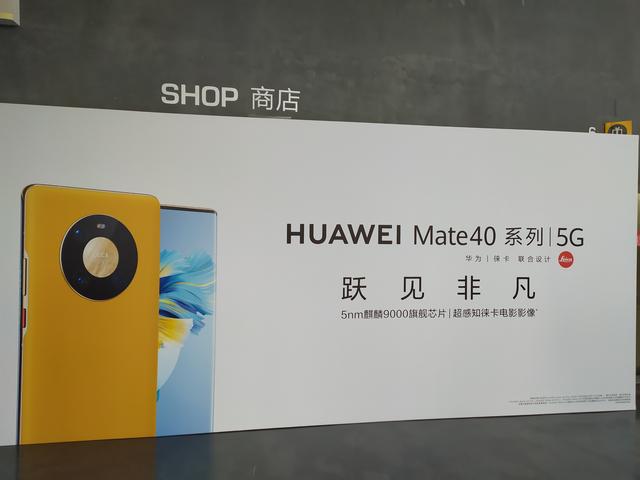 SHOP 商店
HUAWEI Mate40 系列|5G
华为|徕卡 联合设计
Leica
跃见非凡
5nm麒麟9000旗舰芯片|超感知徕卡电影影像*